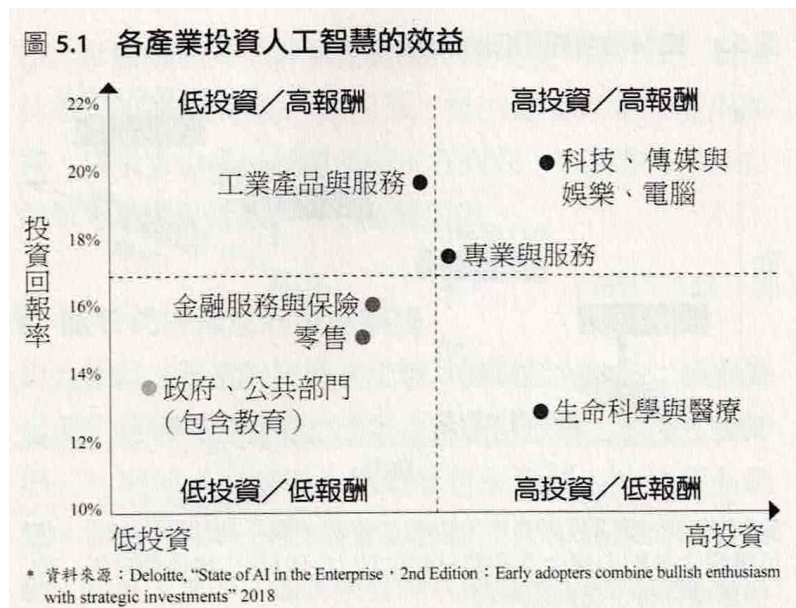 圖 5.1　各產業投資人工智慧的效益
投資回報率
22%
20%
18%
16%
14%
12%
10%
低投資／高報酬
高投資／高報酬
工業產品與服務
科技、傳媒與
娛樂、電腦
專業與服務
金融服務與保險
零售
政府、公共部門
（包含教育）
生命科學與醫療
低投資／低報酬
高投資／低報酬
低投資
高投資
* 資料來源：Deloitte, “State of AI in the Enterprise，2nd Edition：Early adopters combine bullish enthusiasm
with strategic investments” 2018